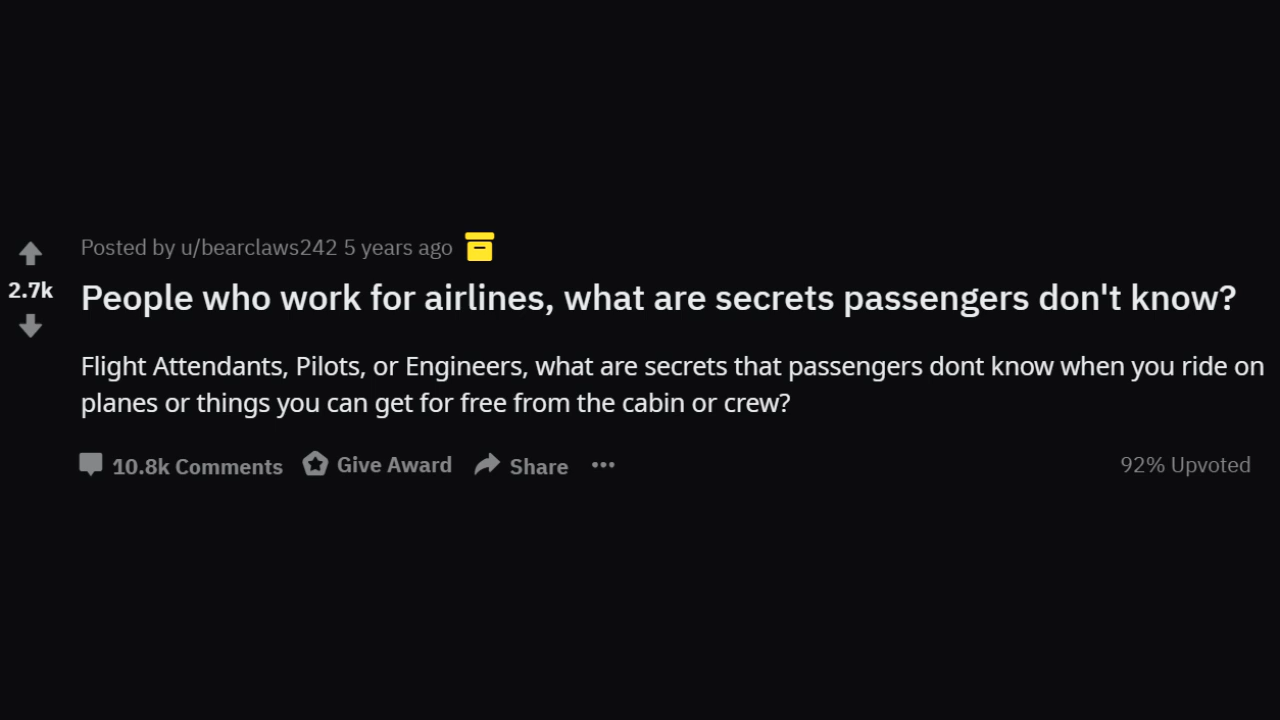 Posted by u/bearclaws242 5 years ago
2.7k
People who work for airlines, what are secrets passengers don't know?
Flight Attendants, Pilots, or Engineers, what are secrets that passengers dont know when you ride on
planes or things you can get for free from the cabin or crew?
10.8k Comments Give Award Share ••• 92% Upvoted